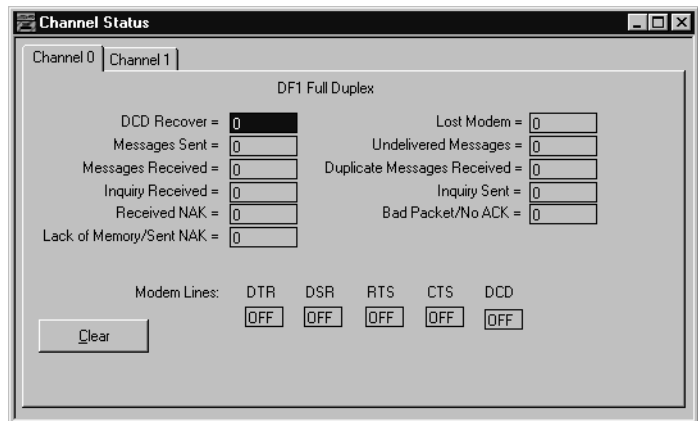 Channel Status
Channel 0 Channel 1
DF1 Full Duplex
DCD Recover = 0 Lost Modem = 0
Messages Sent = 0 Undelivered Messages = 0
Messages Received = 0 Duplicate Messages Received = 0
Inquiry Received = 0 Inquiry Sent = 0
Received NAK = 0 Bad Packet/No ACK = 0
Lack of Memory/Sent NAK = 0
Modem Lines: DTR DSR RTS CTS DCD
OFF OFF OFF OFF OFF
Clear